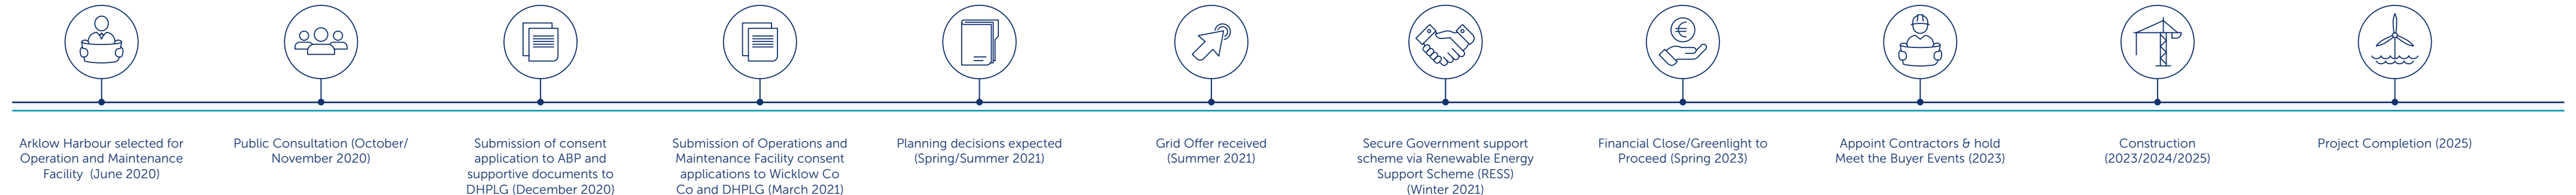 Arklow Harbour selected for
Operation and Maintenance
Facility (June 2020)
Public Consultation (October/
November 2020)
Submission of consent
application to ABP and
supportive documents to
DHPLG (December 2020)
Submission of Operations and
Maintenance Facility consent
applications to Wicklow Co
Co and DHPLG (March 2021)
Planning decisions expected
(Spring/Summer 2021)
Grid Offer received
(Summer 2021)
Secure Government support
scheme via Renewable Energy
Support Scheme (RESS)
(Winter 2021)
€
Financial Close/Greenlight to
Proceed (Spring 2023)
Appoint Contractors & hold
Meet the Buyer Events (2023)
Construction
(2023/2024/2025)
Project Completion (2025)